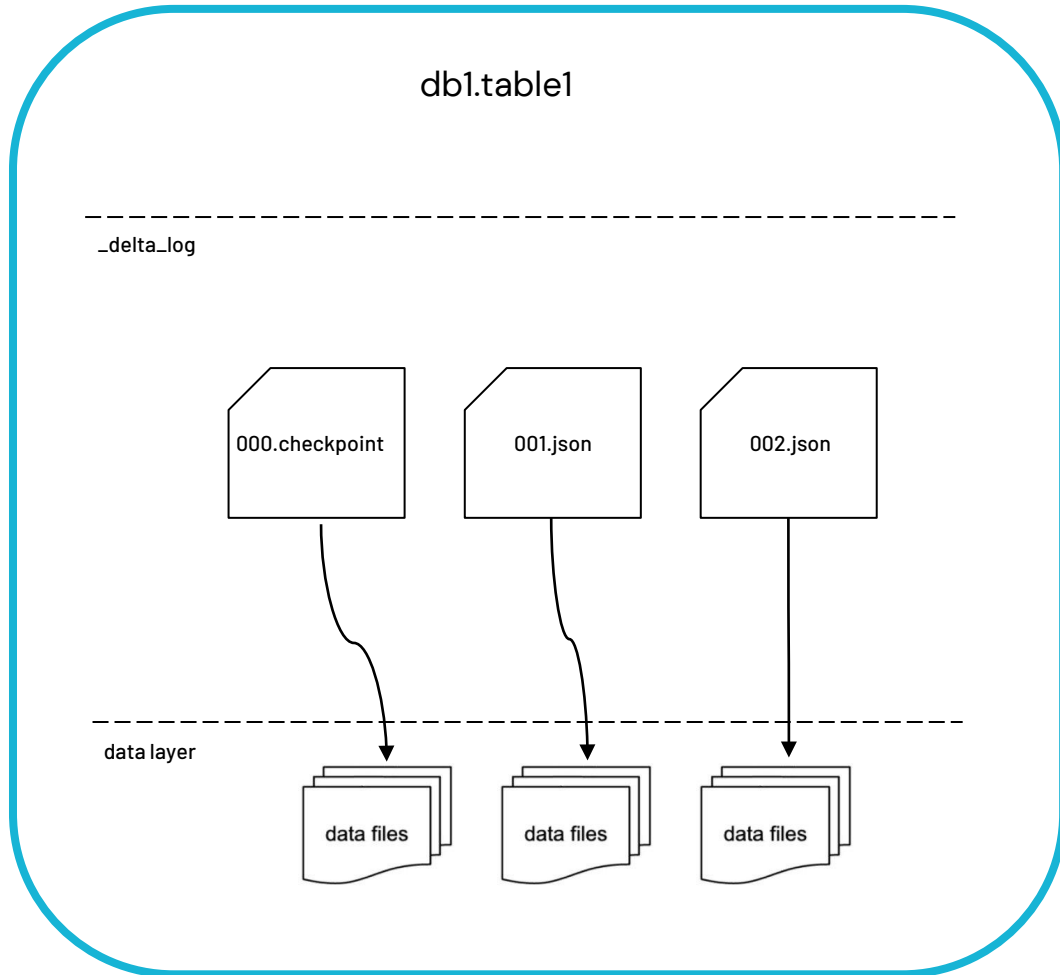 db1.table1
_delta_log
000.checkpoint
001.json
002.json
data layer
data files
data files
data files